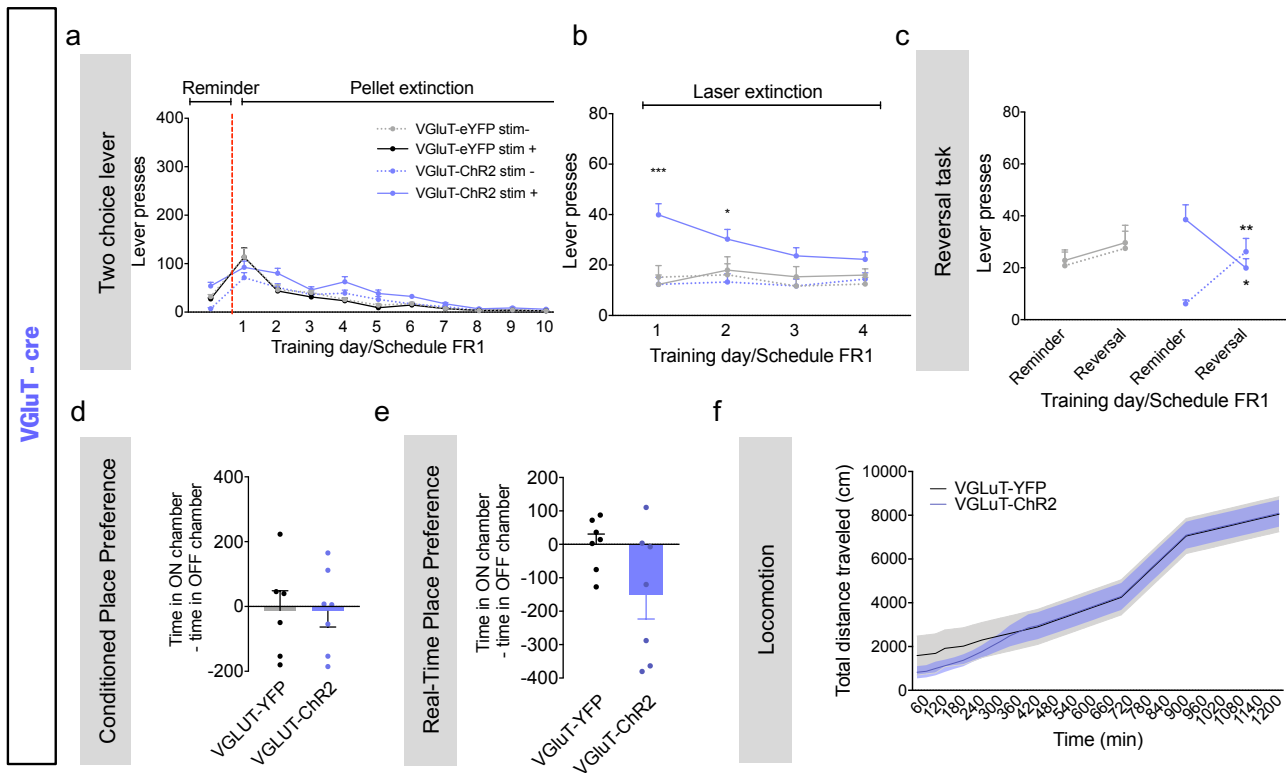 VGluT - cre
a
Two choice lever
Reminder
Pellet extinction
400
300
200
100
0
Lever presses
VGluT-eYFP stim-
VGluT-eYFP stim +
VGluT-ChR2 stim -
VGluT-ChR2 stim +
1 2 3 4 5 6 7 8 9 10
Training day/Schedule FR1
b
Laser extinction
80
60
40
20
0
Lever presses
***
*
1 2 3 4
Training day/Schedule FR1
c
Reversal task
80
60
40
20
0
Lever presses
**
*
Reminder Reversal Reminder Reversal
Training day/Schedule FR1
d
Conditioned Place Preference
Time in ON chamber
- time in OFF chamber
400
200
0
-200
VGLUT-YFP VGLUT-ChR2
e
Real-Time Place Preference
Time in ON chamber
- time in OFF chamber
200
100
0
-100
-200
-300
-400
VGluT-YFP VGluT-ChR2
f
Locomotion
Total distance traveled (cm)
10000
8000
6000
4000
2000
0
VGLuT-YFP
VGLuT-ChR2
60 120 180 240 300 360 420 480 540 600 660 720 780 840 900 960 1020 1080 1140 1200
Time (min)